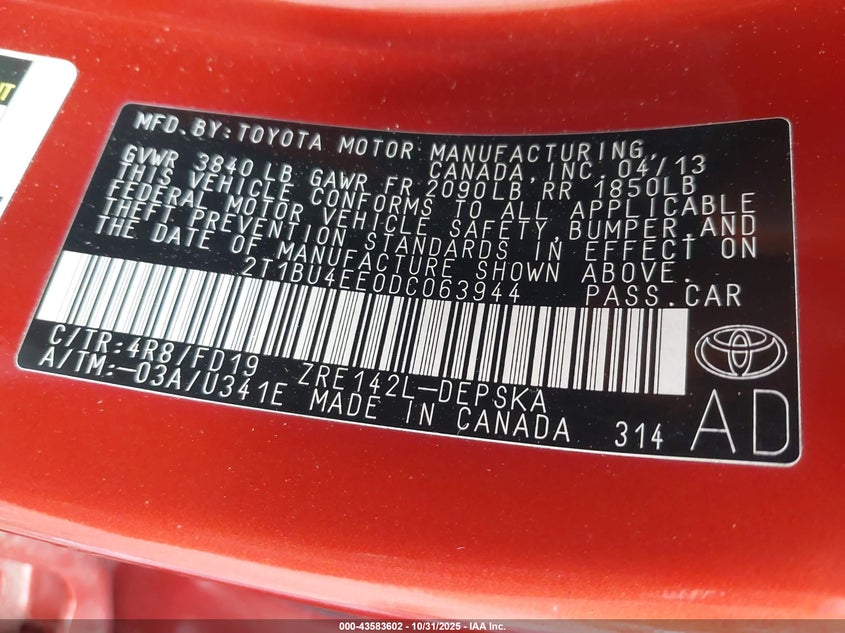 MFD. BY: TOYOTA MOTOR MANUFACTURING,
CANADA, INC. 04/13
GVWR 3840 LB GAWR FR 2090LB RR 1850LB
THIS VEHICLE CONFORMS TO ALL APPLICABLE
FEDERAL MOTOR VEHICLE SAFETY, BUMPER, AND
THEFT PREVENTION STANDARDS IN EFFECT ON
THE DATE OF MANUFACTURE SHOWN ABOVE.
2T1BU4EE0DC063944 PASS. CAR
C/TR: 4R8/FD19 ZRE142L-DEPSKA
A/TM: -03A/U341E MADE IN CANADA 314
AD
000-43583602 - 10/31/2025 - IAA Inc.